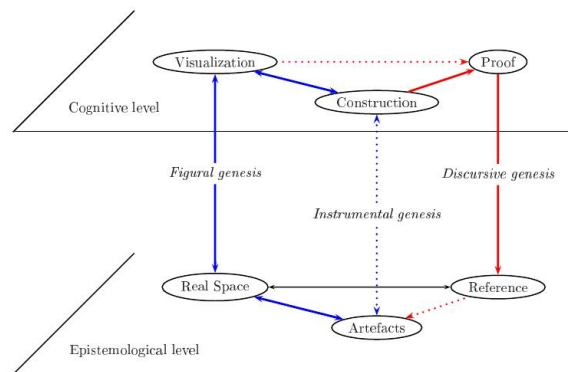 Visualization
Proof
Construction
Cognitive level
Figural genesis
Discursive genesis
Instrumental genesis
Real Space
Reference
Artefacts
Epistemological level